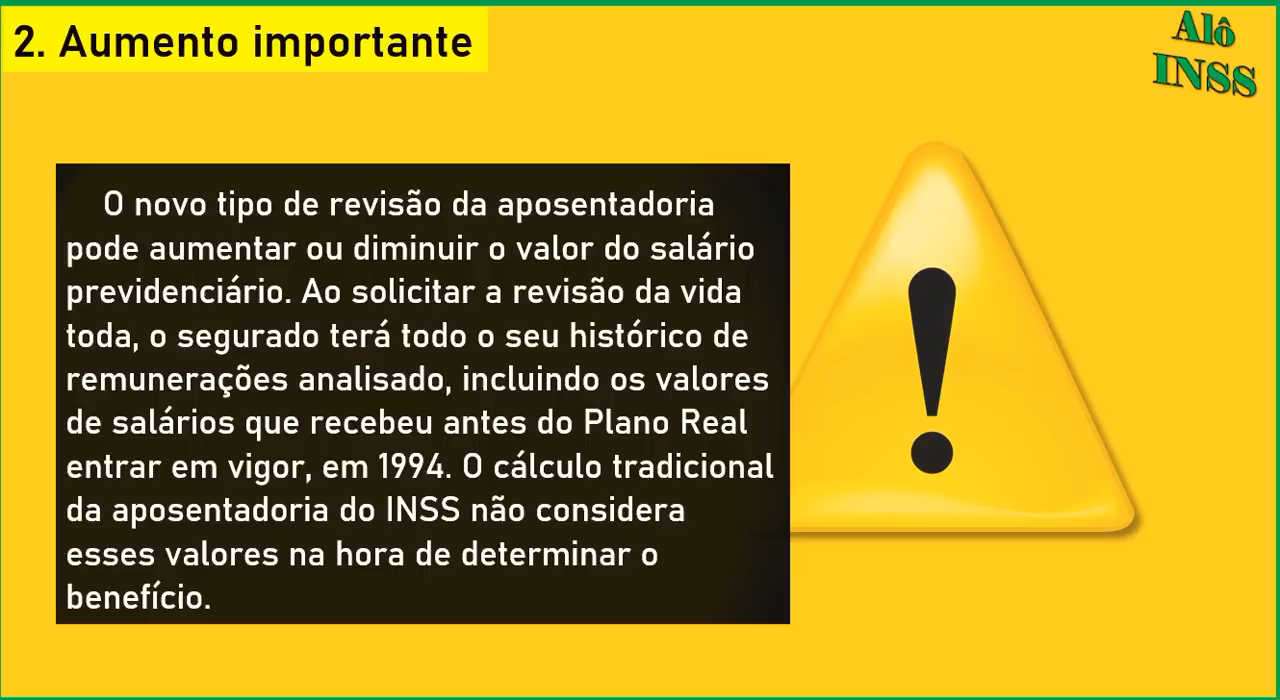 2. Aumento importante
Alô
INSS
O novo tipo de revisão da aposentadoria
pode aumentar ou diminuir o valor do salário
previdenciário. Ao solicitar a revisão da vida
toda, o segurado terá todo o seu histórico de
remunerações analisado, incluindo os valores
de salários que recebeu antes do Plano Real
entrar em vigor, em 1994. O cálculo tradicional
da aposentadoria do INSS não considera
esses valores na hora de determinar o
benefício.
!